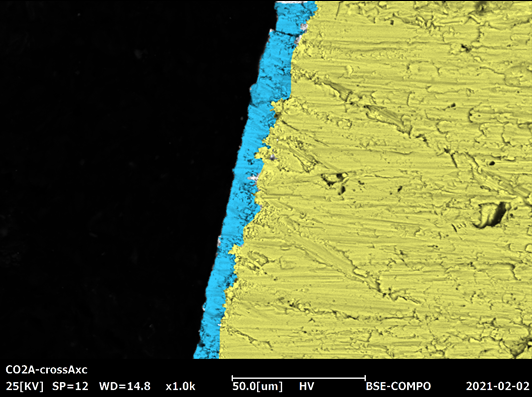 CO2A-crossAxc
25[KV] SP=12 WD=14.8 x1.0k 50.0[um] HV BSE-COMPO 2021-02-02